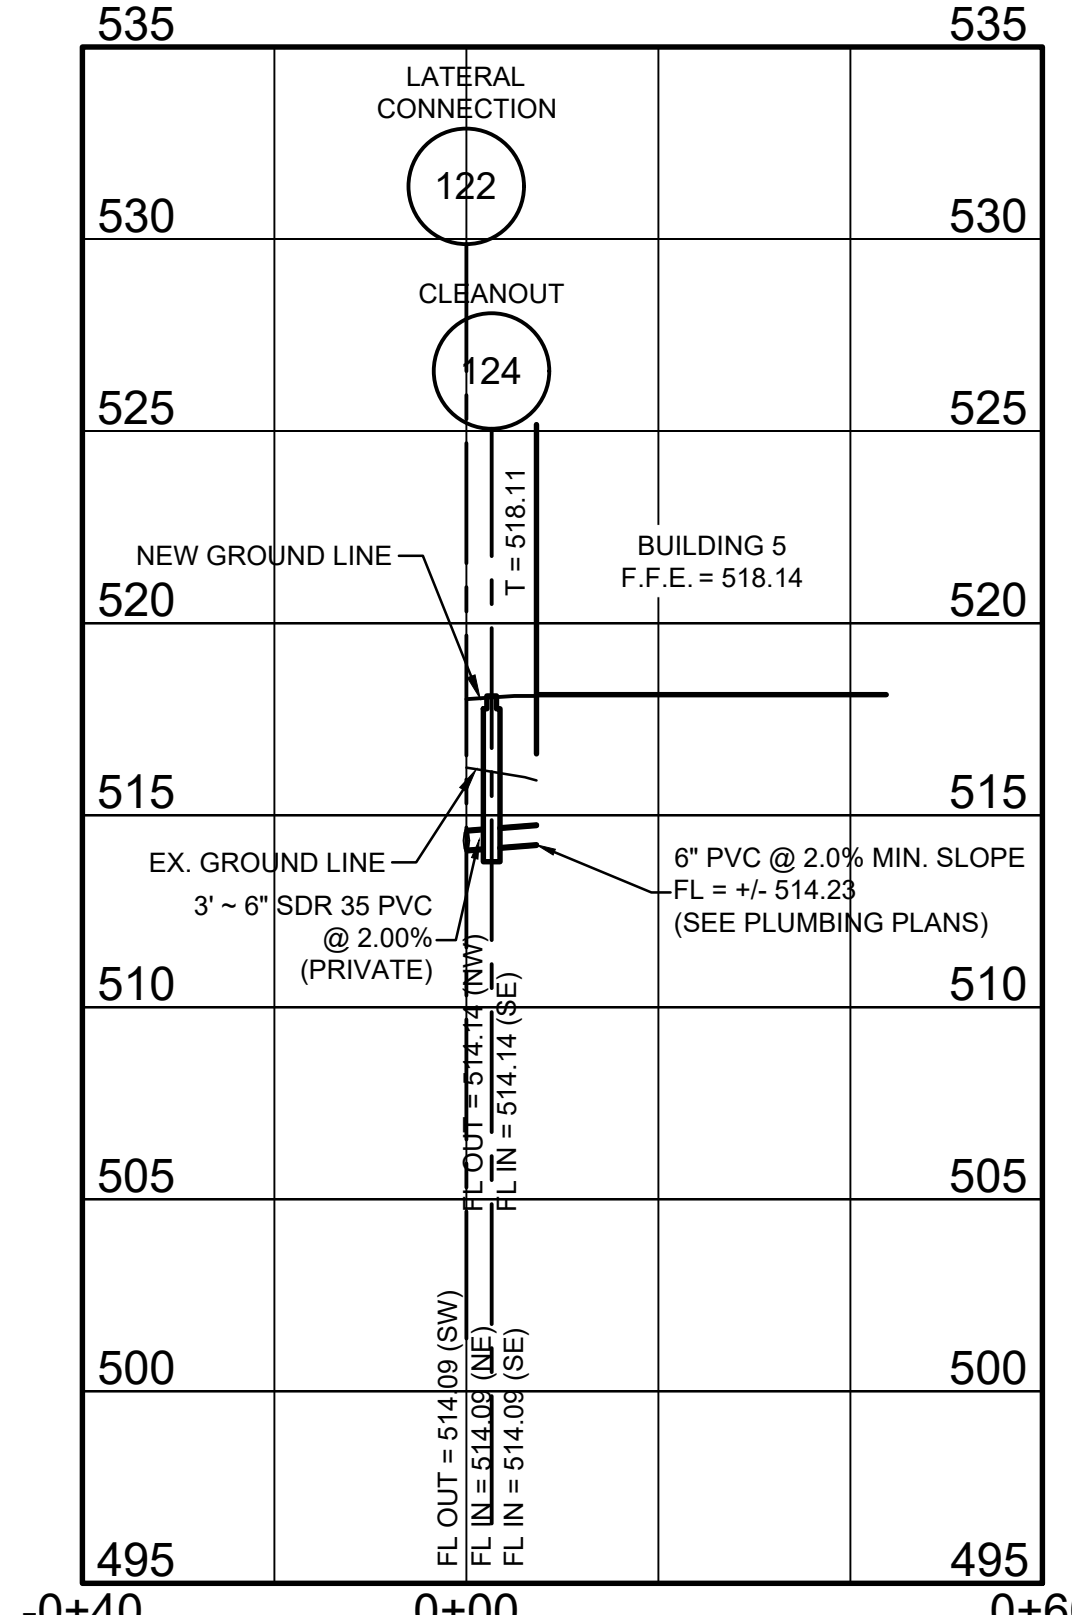 535 535
LATERAL
CONNECTION
122
530 530
CLEANOUT
124
525 525
T = 518.11
NEW GROUND LINE
BUILDING 5
F.F.E. = 518.14
520 520
515 515
EX. GROUND LINE
3' ~ 6" SDR 35 PVC
@ 2.00%
(PRIVATE)
6" PVC @ 2.0% MIN. SLOPE
FL = +/- 514.23
(SEE PLUMBING PLANS)
510 510
FL OUT = 514.14 (NW)
FL IN = 514.14 (SE)
505 505
500 500
FL OUT = 514.09 (SW)
FL IN = 514.09 (NE)
FL IN = 514.09 (SE)
495 495
-0+40 0+00 0+60